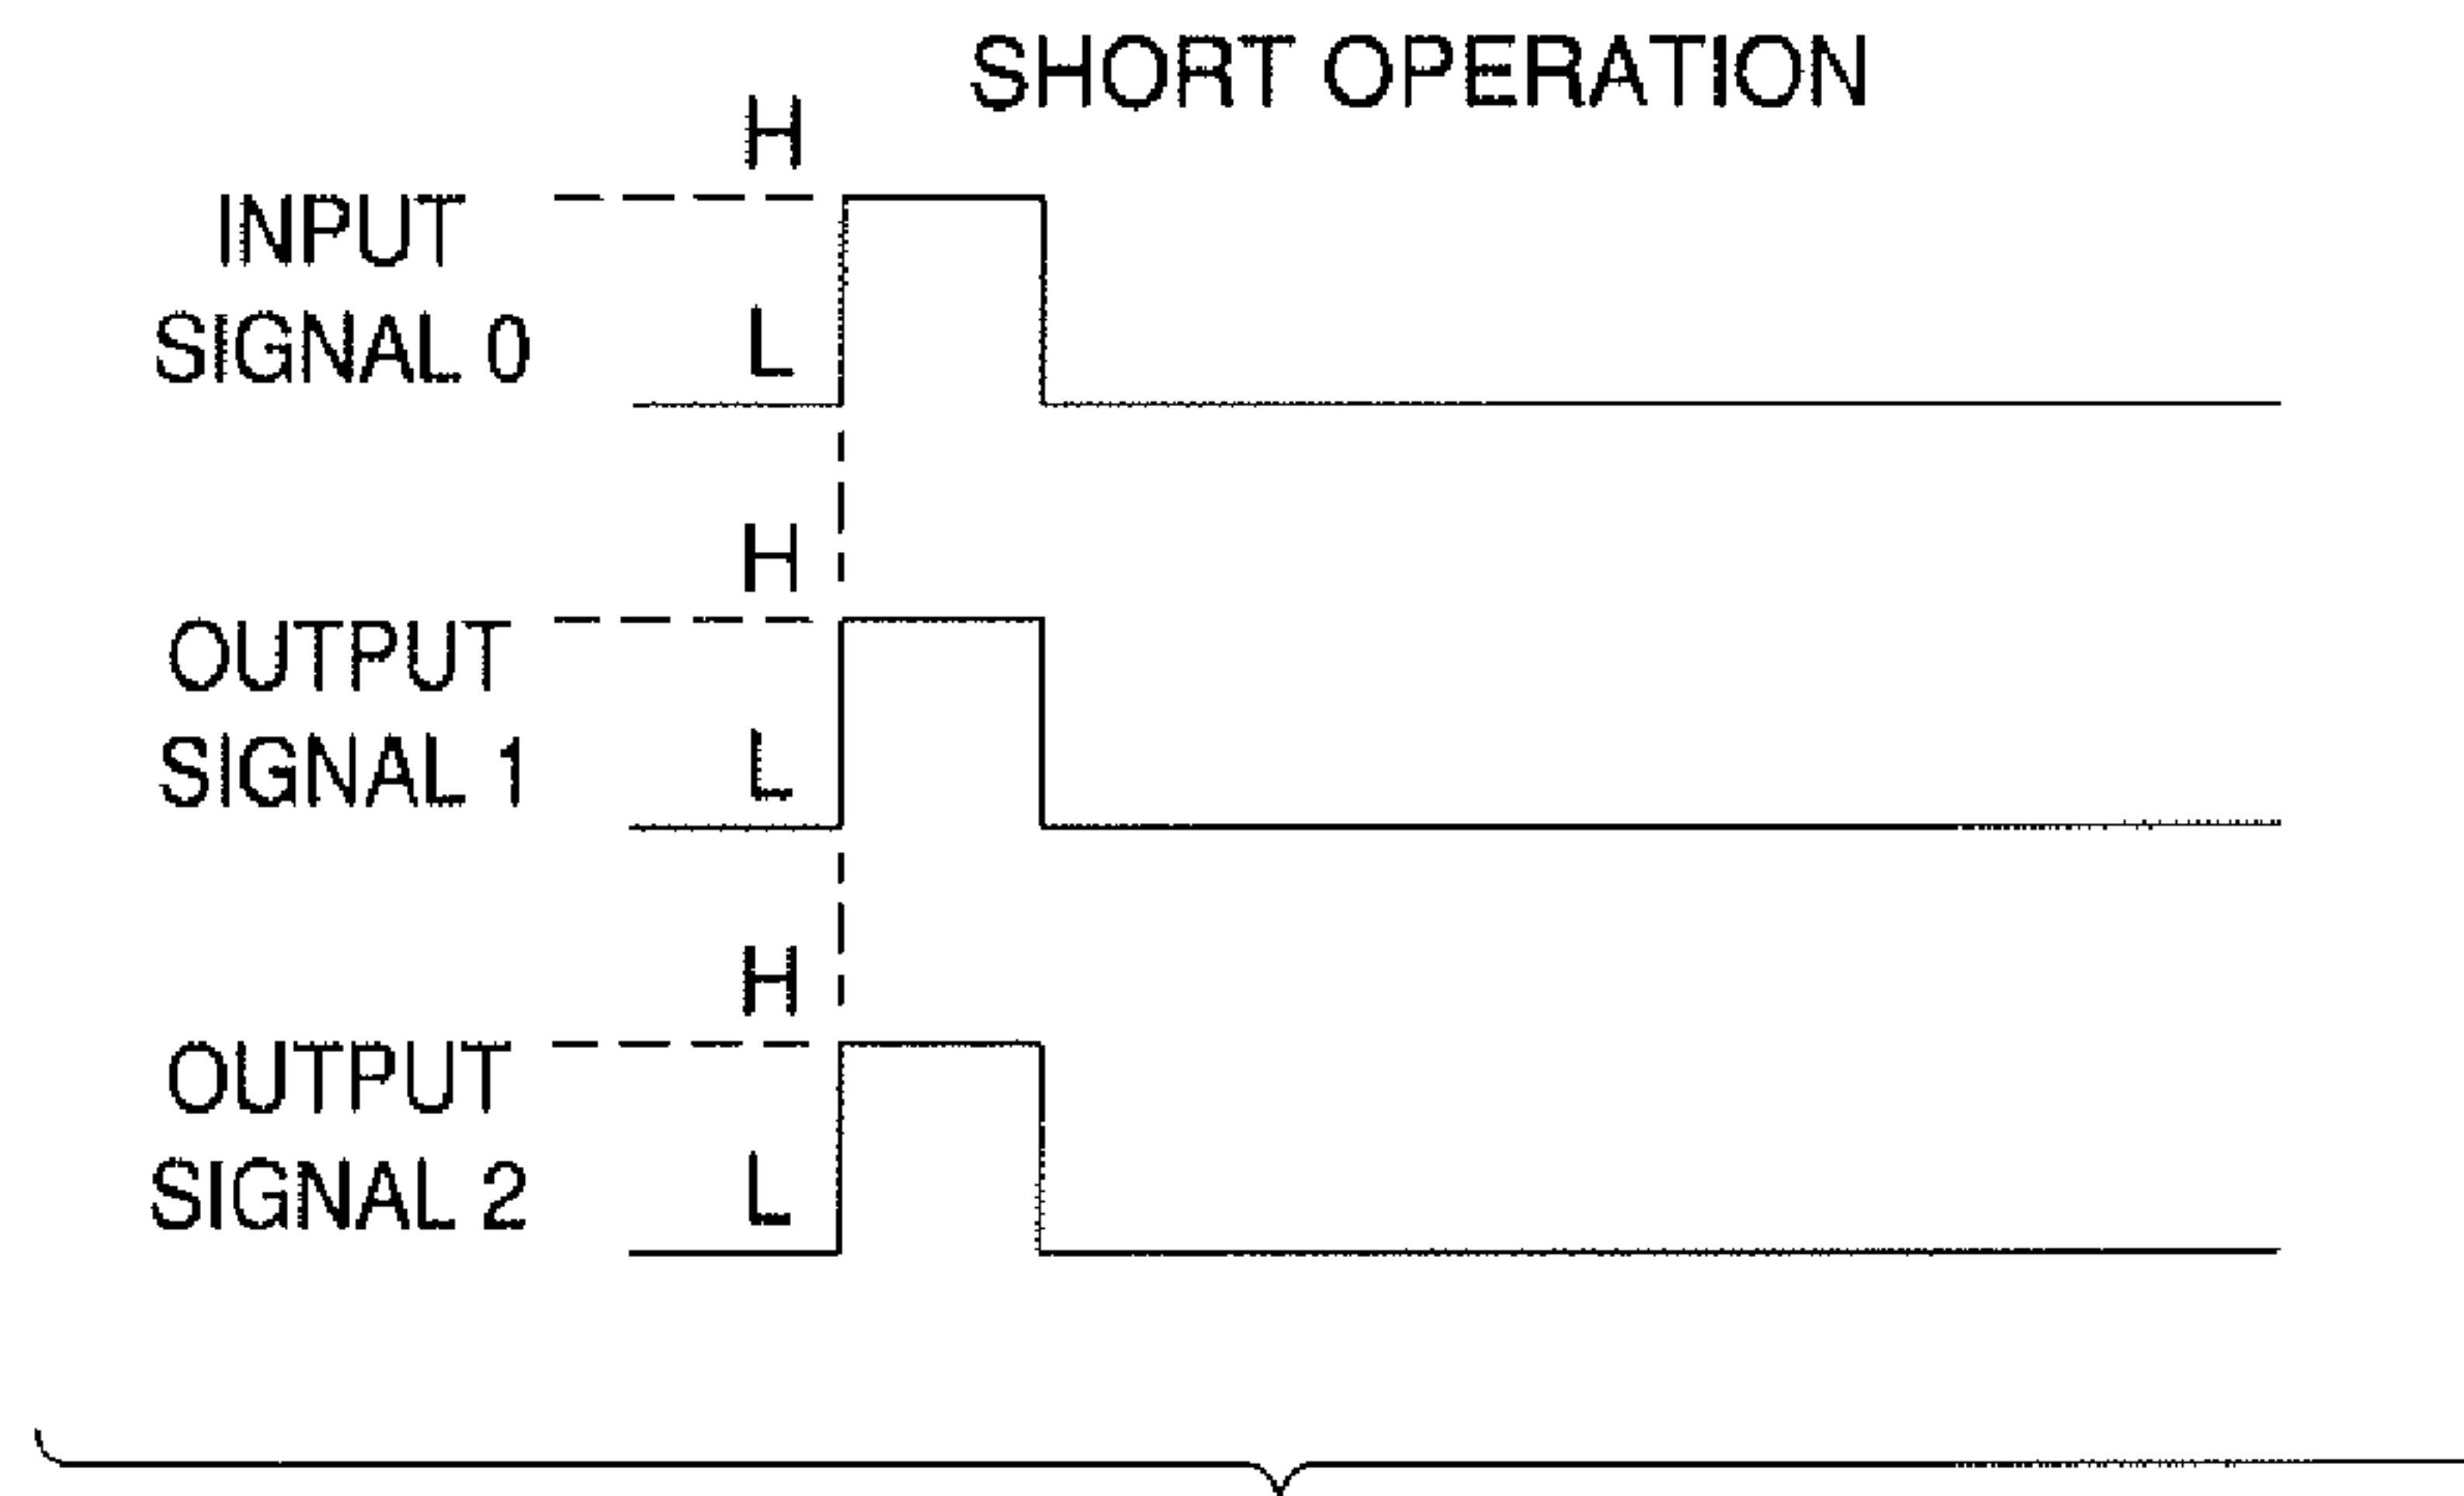 SHORT OPERATION
H
INPUT
SIGNAL 0
L
H
OUTPUT
SIGNAL 1
L
H
OUTPUT
SIGNAL 2
L